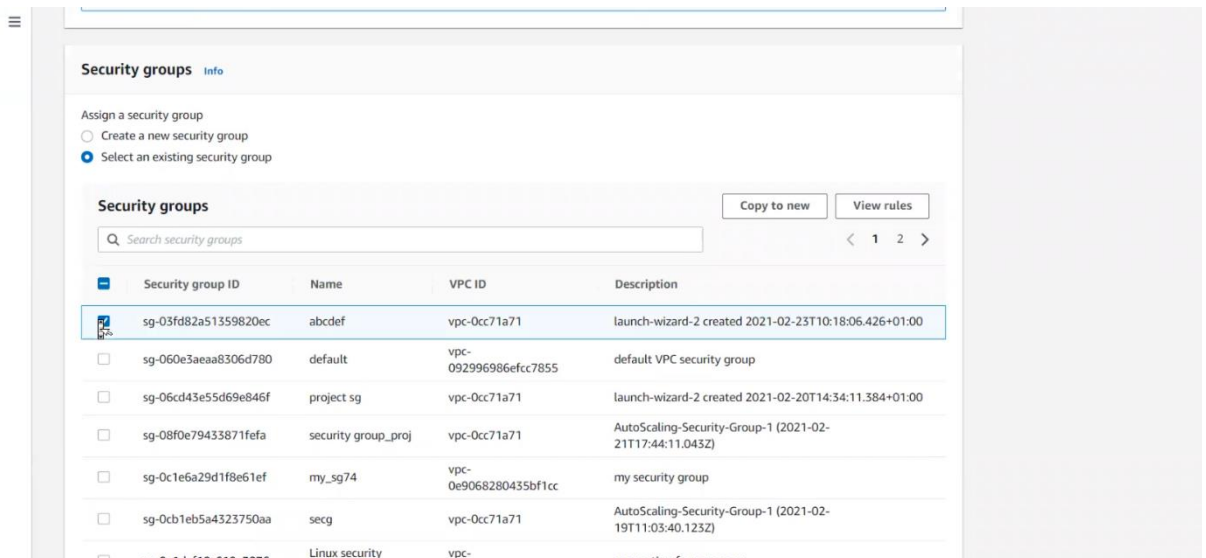 Security groups Info
Assign a security group
Create a new security group
Select an existing security group
Security groups
Copy to new
View rules
Search security groups
1 2
Security group ID Name VPC ID Description
sg-03fd82a51359820ec abcdef vpc-0cc71a71 launch-wizard-2 created 2021-02-23T10:18:06.426+01:00
sg-060e3aeaa8306d780 default vpc-
092996986efcc7855 default VPC security group
sg-06cd43e55d69e846f project sg vpc-0cc71a71 launch-wizard-2 created 2021-02-20T14:34:11.384+01:00
sg-08f0e79433871fefa security group_proj vpc-0cc71a71 AutoScaling-Security-Group-1 (2021-02-
21T17:44:11.043Z)
sg-0c1e6a29d1f8e61ef my_sg74 vpc-
0e9068280435bf1cc my security group
sg-0cb1eb5a4323750aa secg vpc-0cc71a71 AutoScaling-Security-Group-1 (2021-02-
19T11:03:40.123Z)
Linux security vpc-